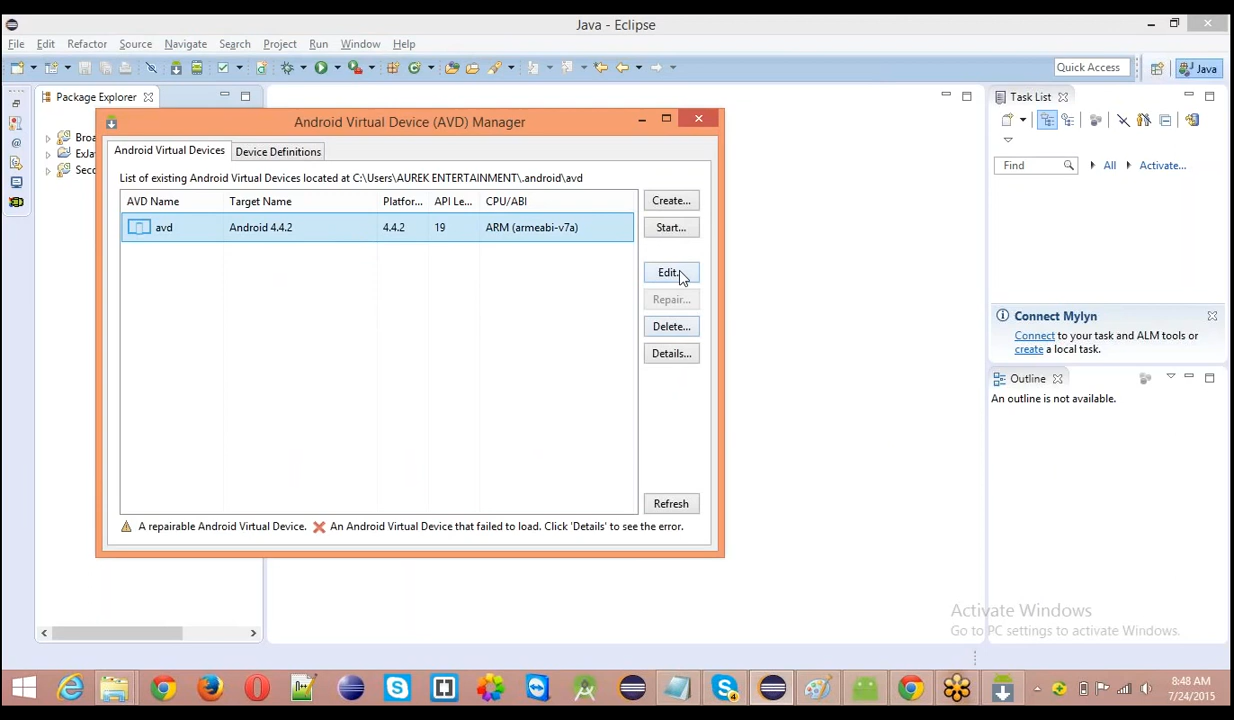 Java - Eclipse
File Edit Refactor Source Navigate Search Project Run Window Help
Quick Access
Java
Package Explorer
Task List
Broa
ExJav
Seco
Find
All
Activate...
Android Virtual Device (AVD) Manager
Android Virtual Devices
Device Definitions
List of existing Android Virtual Devices located at C:\Users\AUREK ENTERTAINMENT\.android\avd
AVD Name Target Name Platfor... API Le... CPU/ABI
avd Android 4.4.2 4.4.2 19 ARM (armeabi-v7a)
Create...
Start...
Edit...
Repair...
Delete...
Details...
Refresh
A repairable Android Virtual Device. An Android Virtual Device that failed to load. Click 'Details' to see the error.
Connect Mylyn
Connect to your task and ALM tools or
create a local task.
Outline
An outline is not available.
Activate Windows
Go to PC settings to activate Windows.
4
8:48 AM
7/24/2015